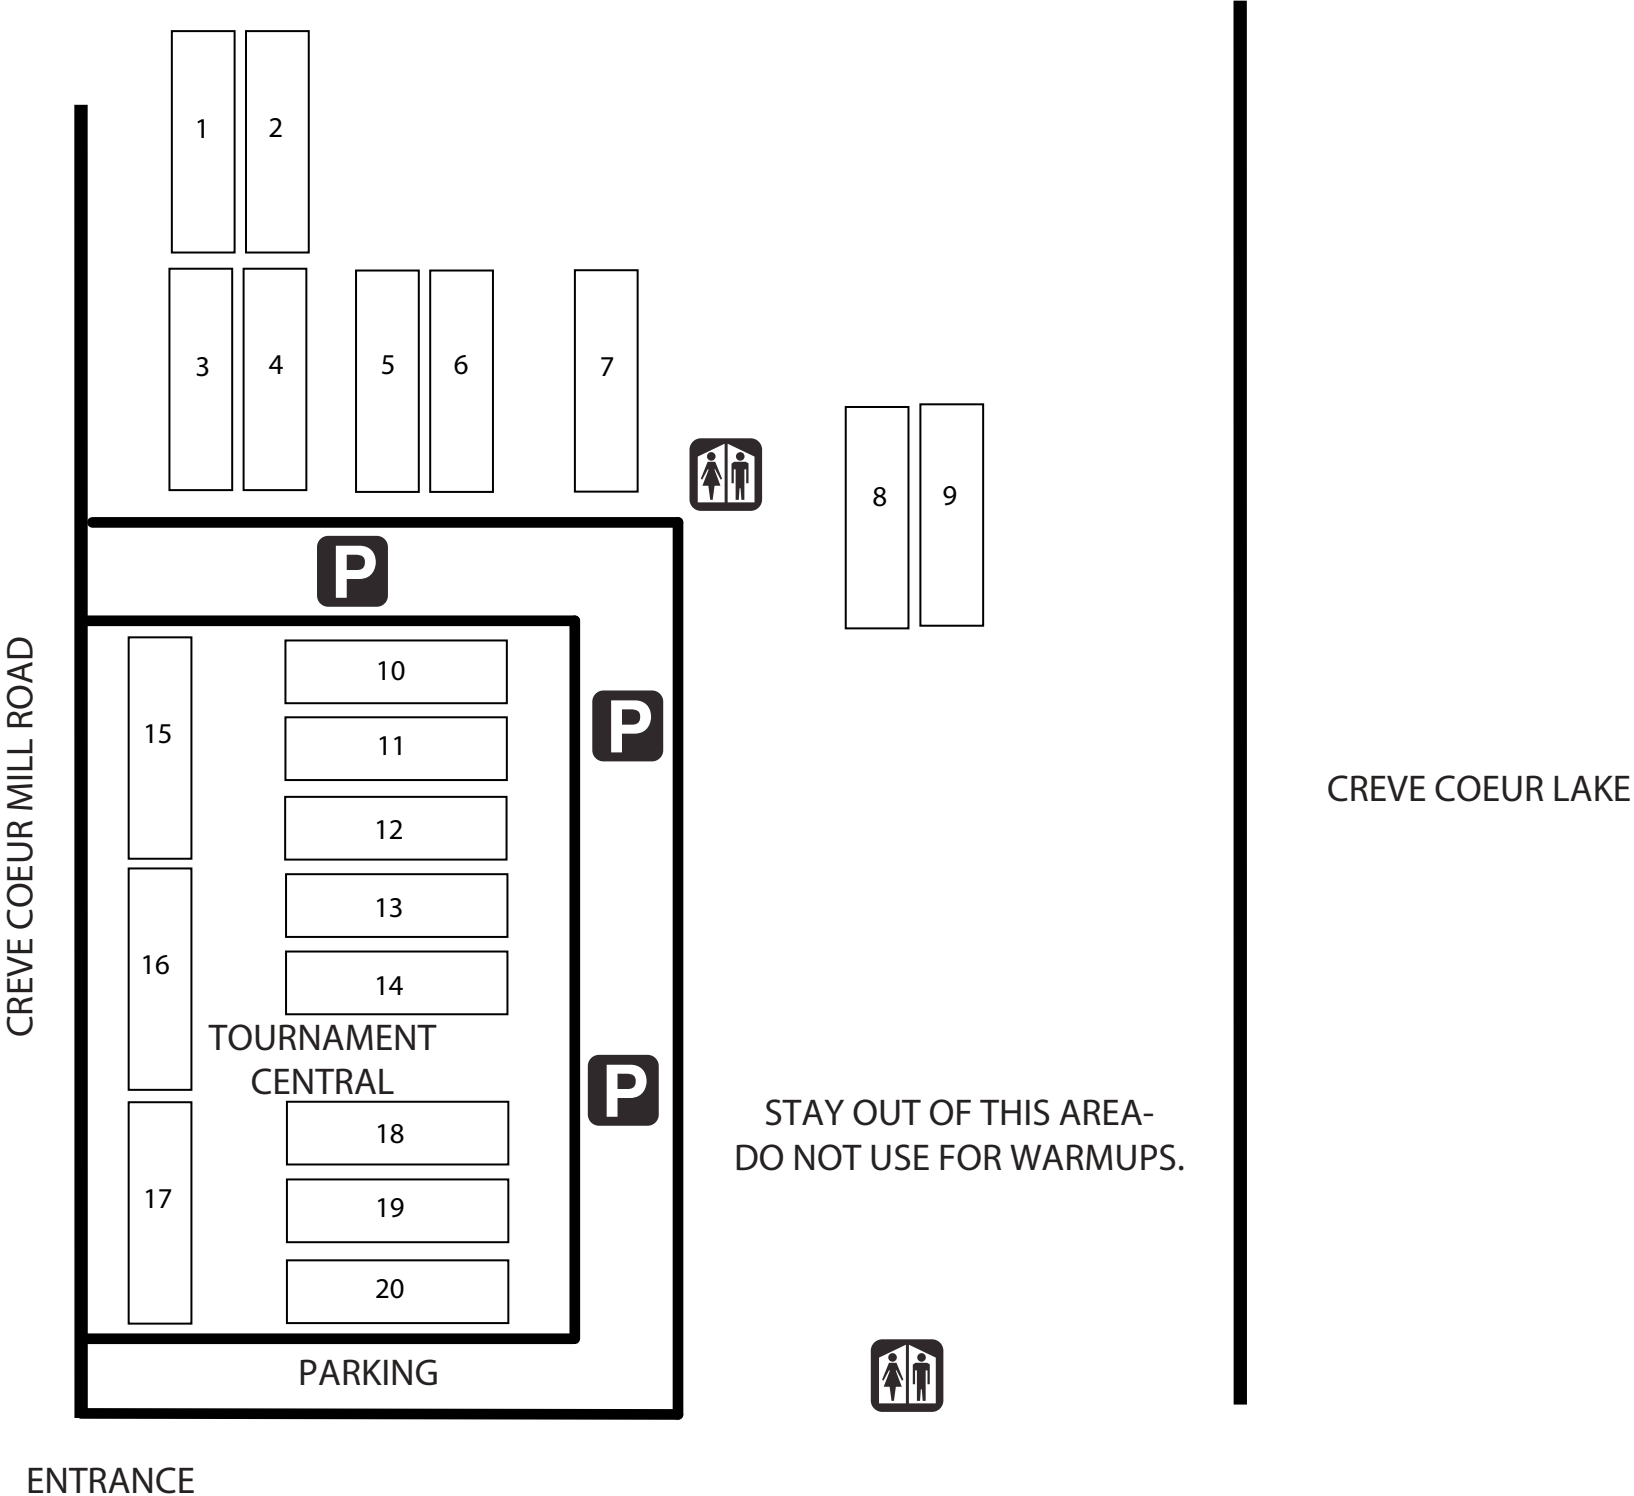 1
2
3
4
5
6
7
8
9
P
10
15
P
11
CREVE COEUR MILL ROAD
CREVE COEUR LAKE
12
13
16
14
TOURNAMENT
CENTRAL
P
STAY OUT OF THIS AREA-
DO NOT USE FOR WARMUPS.
18
17
19
20
PARKING
ENTRANCE